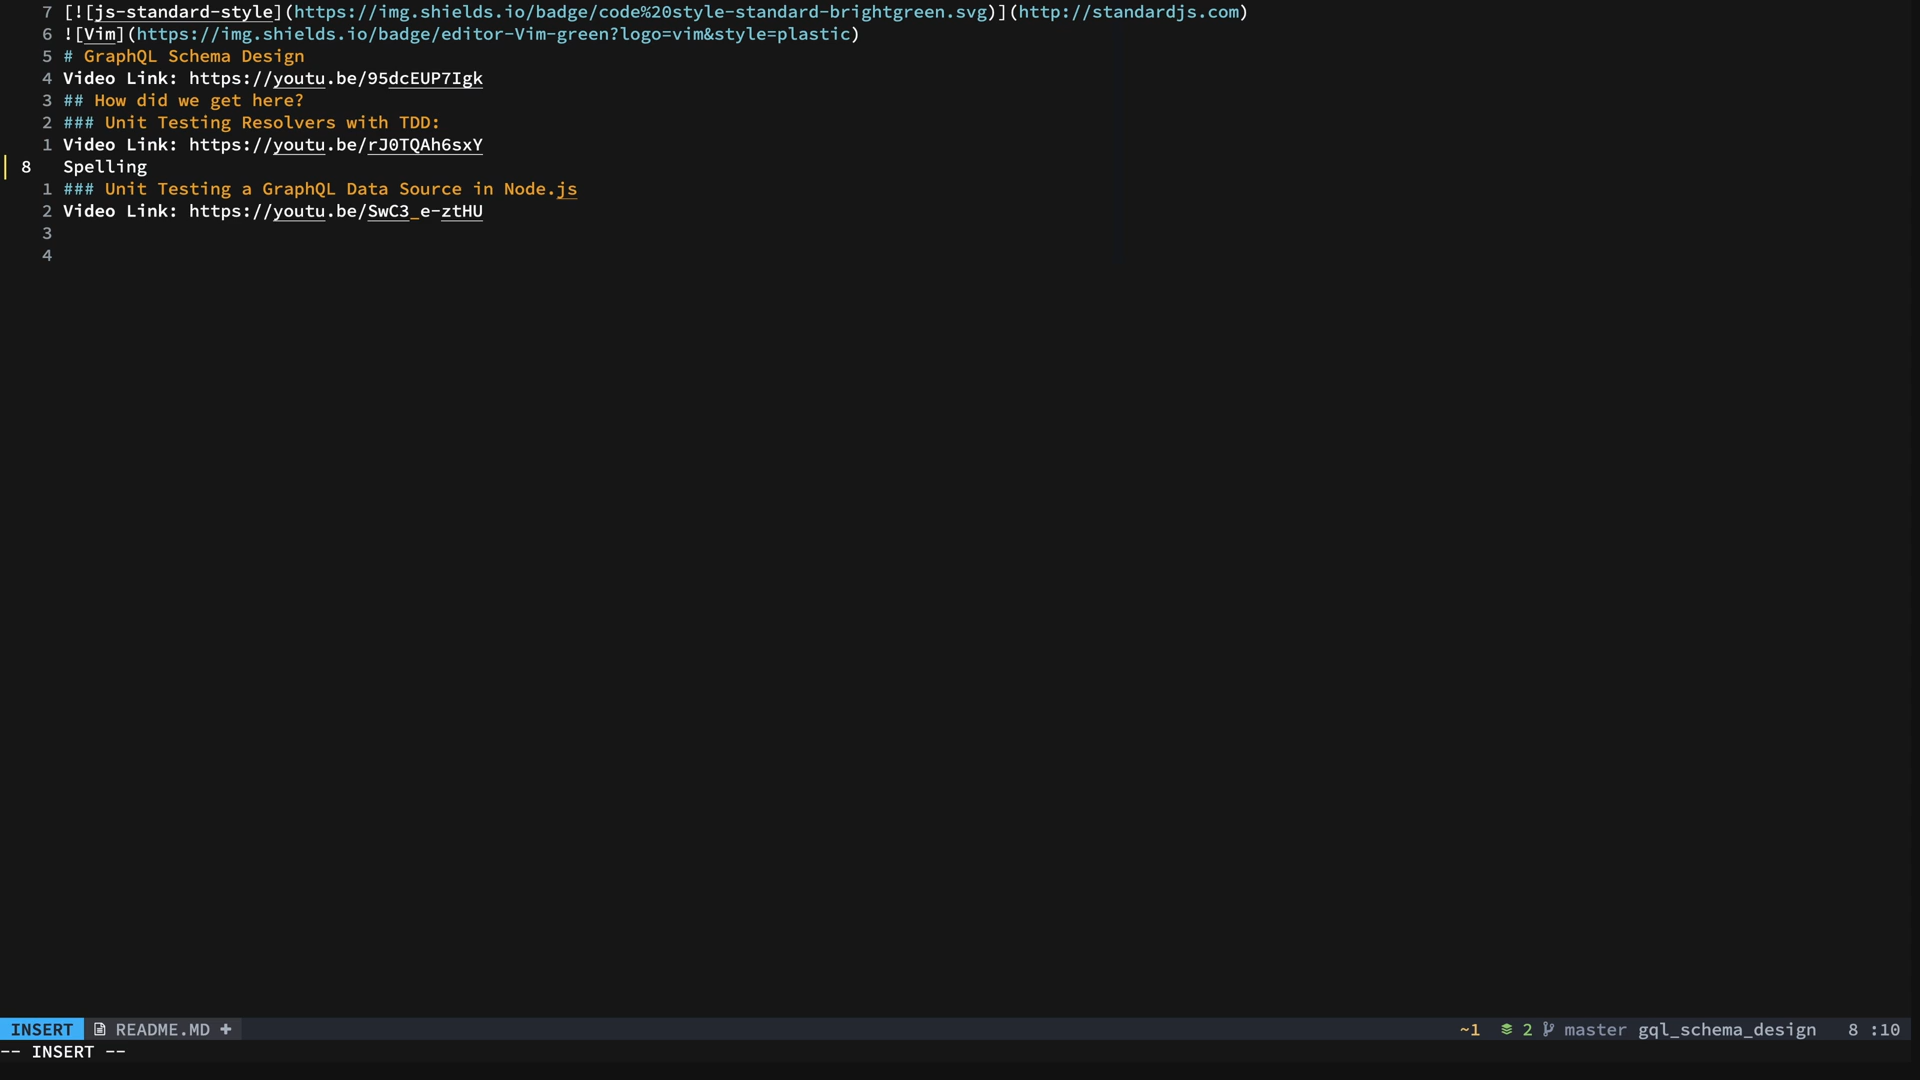 7 [![js-standard-style](https://img.shields.io/badge/code%20style-standard-brightgreen.svg)](http://standardjs.com)
6 ![Vim](https://img.shields.io/badge/editor-Vim-green?logo=vim&style=plastic)
5 # GraphQL Schema Design
4 Video Link: https://youtu.be/95dcEUP7Igk
3 ## How did we get here?
2 ### Unit Testing Resolvers with TDD:
1 Video Link: https://youtu.be/rJ0TQAh6sxY
8 Spelling
1 ### Unit Testing a GraphQL Data Source in Node.js
2 Video Link: https://youtu.be/SwC3_e-ztHU
3
4
INSERT README.MD + ~1 2 master gql_schema_design 8 :10
-- INSERT --